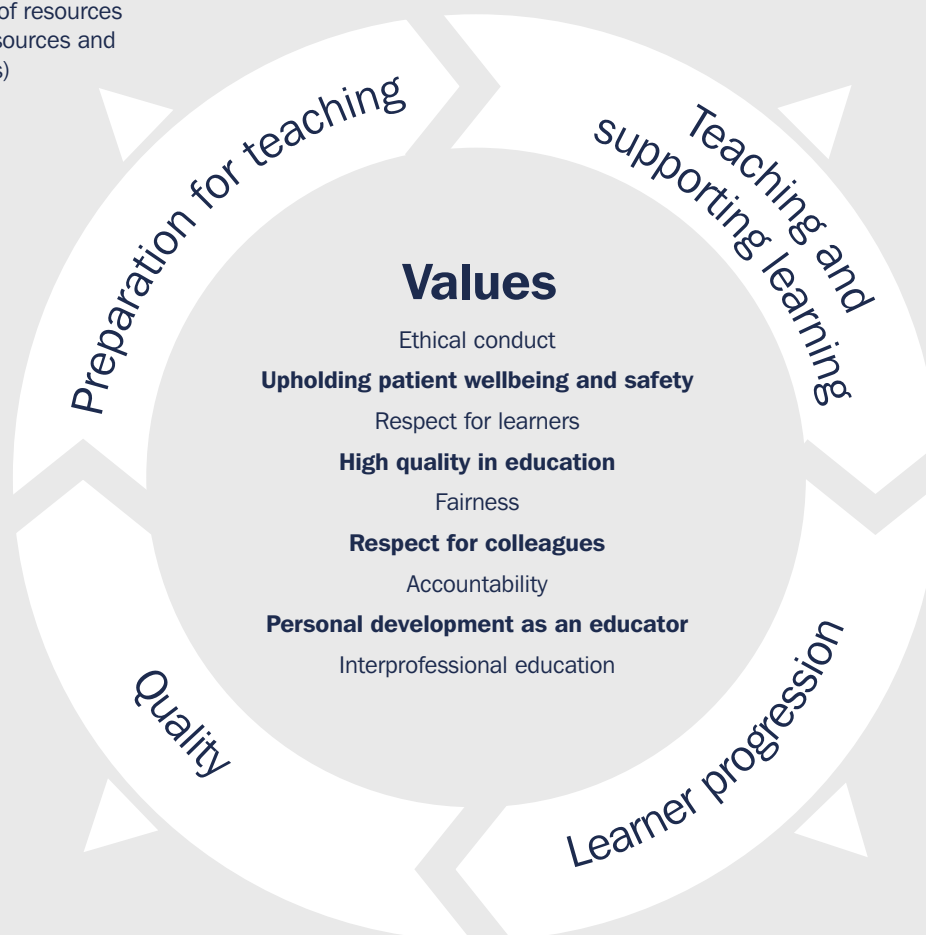 of resources
and
Preparation for teaching
Teaching and
supporting learning
Values
Ethical conduct
Upholding patient wellbeing and safety
Respect for learners
High quality in education
Fairness
Respect for colleagues
Accountability
Personal development as an educator
Interprofessional education
Quality
Learner progression